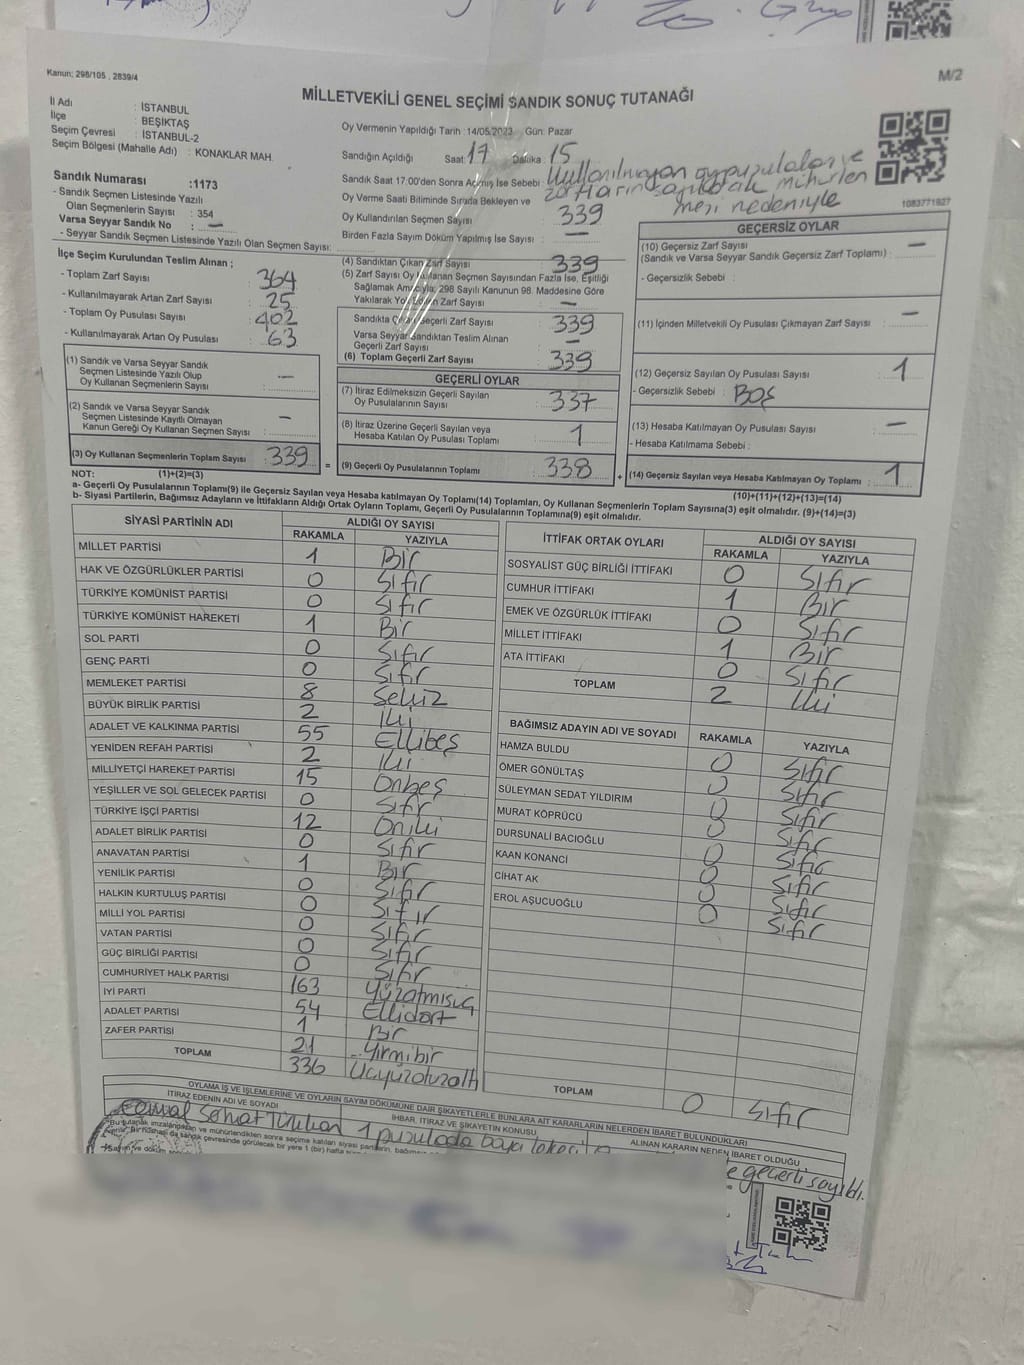 Kanun; 298/105 , 2839/4
M/2
MİLLETVEKİLİ GENEL SEÇİMİ SANDIK SONUÇ TUTANAĞI
İl Adı : İSTANBUL
İlçe : BEŞİKTAŞ
Seçim Çevresi : İSTANBUL-2
Seçim Bölgesi (Mahalle Adı) : KONAKLAR MAH.
Sandık Numarası :1173
- Sandık Seçmen Listesinde Yazılı
Olan Seçmenlerin Sayısı : 354
Varsa Seyyar Sandık No : —
- Seyyar Sandık Seçmen Listesinde Yazılı Olan Seçmen Sayısı:
Oy Vermenin Yapıldığı Tarih : 14/05/2023 Gün: Pazar
Sandığın Açıldığı Saat: 17 Dakika : 15
Sandık Saat 17:00'den Sonra Açmış İse Sebebi : Kullanılmayan oy pusulaları ve
zarfların sayılarak mühürlen
mesi nedeniyle
Oy Verme Saati Bitiminde Sırada Bekleyen ve
Oy Kullandırılan Seçmen Sayısı 339
Birden Fazla Sayım Döküm Yapılmış İse Sayısı : —
1083771927
İlçe Seçim Kurulundan Teslim Alınan ;
- Toplam Zarf Sayısı : 364
- Kullanılmayarak Artan Zarf Sayısı : 25
- Toplam Oy Pusulası Sayısı : 402
- Kullanılmayarak Artan Oy Pusulası : 63
(1) Sandık ve Varsa Seyyar Sandık
Seçmen Listesinde Yazılı Olup
Oy Kullanan Seçmenlerin Sayısı : —
(2) Sandık ve Varsa Seyyar Sandık
Seçmen Listesinde Kayıtlı Olmayan
Kanun Gereği Oy Kullanan Seçmen Sayısı : —
(3) Oy Kullanan Seçmenlerin Toplam Sayısı : 339
(4) Sandıktan Çıkan Zarf Sayısı : 339
(5) Zarf Sayısı Oy Kullanan Seçmen Sayısından Fazla İse, Eşitliği
Sağlamak Amacıyla; 298 Sayılı Kanunun 98. Maddesine Göre
Yakılarak Yok Edilen Zarf Sayısı : —
Sandıkta Çıkan Geçerli Zarf Sayısı : 339
Varsa Seyyar Sandıktan Teslim Alınan
Geçerli Zarf Sayısı : —
(6) Toplam Geçerli Zarf Sayısı : 339
GEÇERLİ OYLAR
(7) İtiraz Edilmeksizin Geçerli Sayılan
Oy Pusulalarının Sayısı : 337
(8) İtiraz Üzerine Geçerli Sayılan veya
Hesaba Katılan Oy Pusulası Toplamı : 1
= (9) Geçerli Oy Pusulalarının Toplamı : 338 +
GEÇERSİZ OYLAR
(10) Geçersiz Zarf Sayısı
(Sandık ve Varsa Seyyar Sandık Geçersiz Zarf Toplamı) : —
- Geçersizlik Sebebi :
(11) İçinden Milletvekili Oy Pusulası Çıkmayan Zarf Sayısı : —
(12) Geçersiz Sayılan Oy Pusulası Sayısı : 1
- Geçersizlik Sebebi : BOŞ
(13) Hesaba Katılmayan Oy Pusulası Sayısı : —
- Hesaba Katılmama Sebebi :
(14) Geçersiz Sayılan veya Hesaba Katılmayan Oy Toplamı : 1
NOT: (1)+(2)=(3)
(10)+(11)+(12)+(13)=(14)
a- Geçerli Oy Pusulalarının Toplamı(9) ile Geçersiz Sayılan veya Hesaba katılmayan Oy Toplamı(14) Toplamları, Oy Kullanan Seçmenlerin Toplam Sayısına(3) eşit olmalıdır. (9)+(14)=(3)
b- Siyasi Partilerin, Bağımsız Adayların ve İttifakların Aldığı Ortak Oyların Toplamı, Geçerli Oy Pusulalarının Toplamına(9) eşit olmalıdır.
SİYASİ PARTİNİN ADI ALDIĞI OY SAYISI
RAKAMLA YAZIYLA
MİLLET PARTİSİ 1 Bir
HAK VE ÖZGÜRLÜKLER PARTİSİ 0 Sıfır
TÜRKİYE KOMÜNİST PARTİSİ 0 Sıfır
TÜRKİYE KOMÜNİST HAREKETİ 1 Bir
SOL PARTİ 0 Sıfır
GENÇ PARTİ 0 Sıfır
MEMLEKET PARTİSİ 8 Sekiz
BÜYÜK BİRLİK PARTİSİ 2 İki
ADALET VE KALKINMA PARTİSİ 55 Ellibeş
YENİDEN REFAH PARTİSİ 2 İki
MİLLİYETÇİ HAREKET PARTİSİ 15 Onbeş
YEŞİLLER VE SOL GELECEK PARTİSİ 0 Sıfır
TÜRKİYE İŞÇİ PARTİSİ 12 Oniki
ADALET BİRLİK PARTİSİ 0 Sıfır
ANAVATAN PARTİSİ 1 Bir
YENİLİK PARTİSİ 0 Sıfır
HALKIN KURTULUŞ PARTİSİ 0 Sıfır
MİLLİ YOL PARTİSİ 0 Sıfır
VATAN PARTİSİ 0 Sıfır
GÜÇ BİRLİĞİ PARTİSİ 0 Sıfır
CUMHURİYET HALK PARTİSİ 163 Yüzatmışüç
İYİ PARTİ 54 Ellidört
ADALET PARTİSİ 1 Bir
ZAFER PARTİSİ 21 Yirmibir
TOPLAM 336 Üçyüzotuzaltı
İTTİFAK ORTAK OYLARI ALDIĞI OY SAYISI
RAKAMLA YAZIYLA
SOSYALİST GÜÇ BİRLİĞİ İTTİFAKI 0 Sıfır
CUMHUR İTTİFAKI 1 Bir
EMEK VE ÖZGÜRLÜK İTTİFAKI 0 Sıfır
MİLLET İTTİFAKI 1 Bir
ATA İTTİFAKI 0 Sıfır
TOPLAM 2 İki
BAĞIMSIZ ADAYIN ADI VE SOYADI RAKAMLA YAZIYLA
HAMZA BULDU 0 Sıfır
ÖMER GÖNÜLTAŞ 0 Sıfır
SÜLEYMAN SEDAT YILDIRIM 0 Sıfır
MURAT KÖPRÜCÜ 0 Sıfır
DURSUNALİ BACIOĞLU 0 Sıfır
KAAN KONANCI 0 Sıfır
CİHAT AK 0 Sıfır
EROL AŞUCUOĞLU 0 Sıfır
TOPLAM 0 Sıfır
OYLAMA İŞ VE İŞLEMLERİNE VE OYLARIN SAYIM DÖKÜMÜNE DAİR ŞİKAYETLERLE BUNLARA AİT KARARLARIN NELERDEN İBARET BULUNDUKLARI
İTİRAZ EDENİN ADI VE SOYADI
İHBAR, İTİRAZ VE ŞİKAYETİN KONUSU
ALINAN KARARIN NEDEN İBARET OLDUĞU
1 pusulada boya lekesi
geçerli sayıldı.